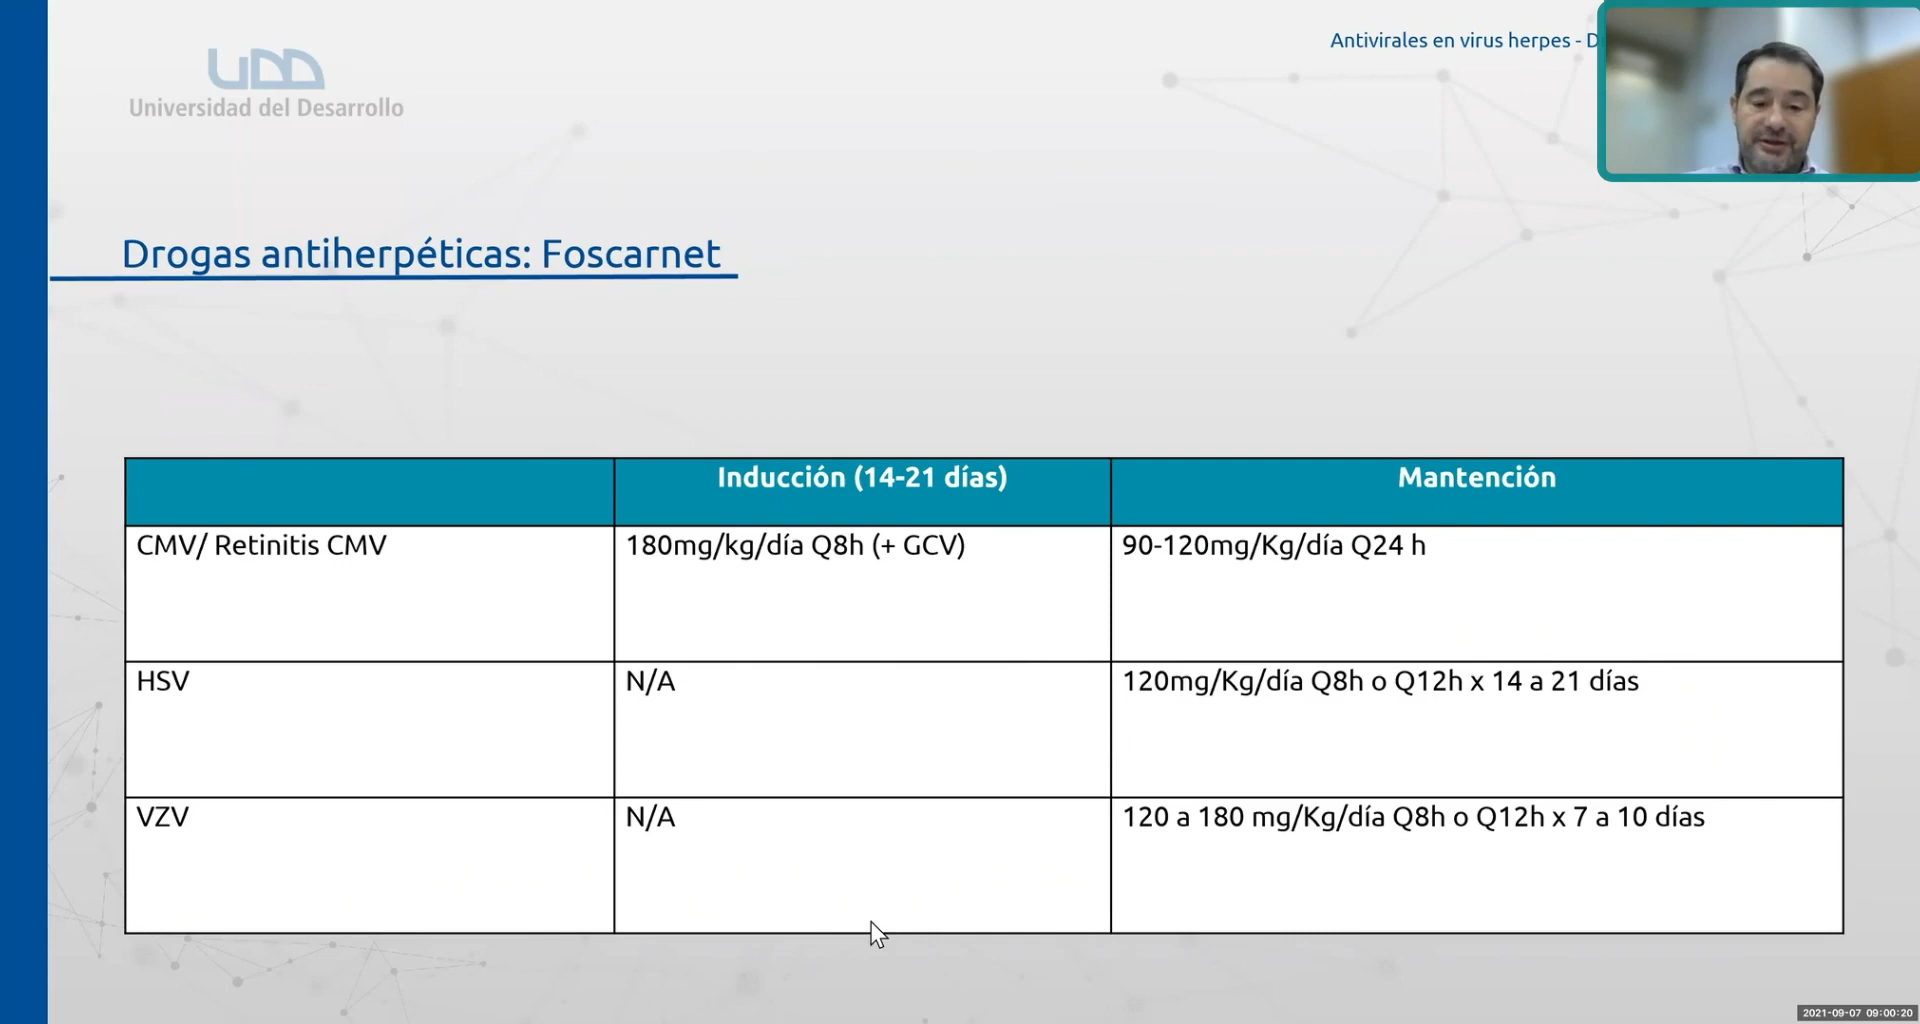 UDD
Universidad del Desarrollo
Antivirales en virus herpes - D
Drogas antiherpéticas: Foscarnet
Inducción (14-21 días)
Mantención
CMV/ Retinitis CMV
180mg/kg/día Q8h (+ GCV)
90-120mg/Kg/día Q24 h
HSV
N/A
120mg/Kg/día Q8h o Q12h x 14 a 21 días
VZV
N/A
120 a 180 mg/Kg/día Q8h o Q12h x 7 a 10 días
2021-09-07 09:00:20